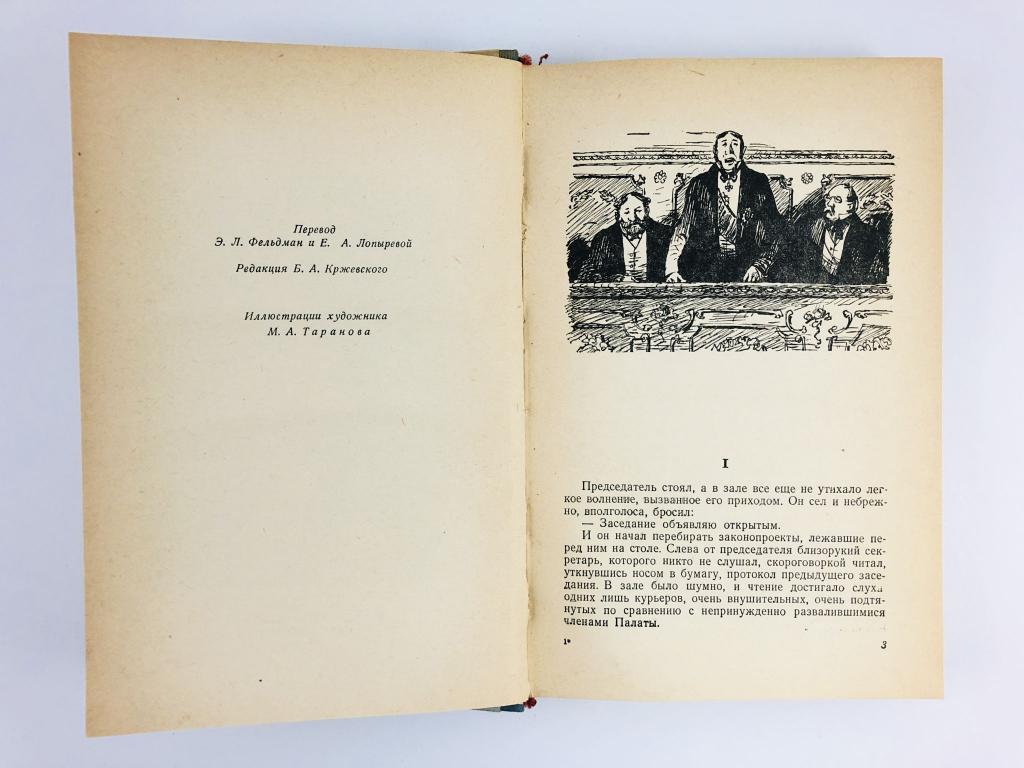 Перевод
Э. Л. Фельдман и Е. А. Лопыревой
Редакция Б. А. Кржевского
Иллюстрации художника
М. А. Таранова
I
Председатель стоял, а в зале все еще не утихало лег-
кое волнение, вызванное его приходом. Он сел и небреж-
но, вполголоса, бросил:
— Заседание объявляю открытым.
И он начал перебирать законопроекты, лежавшие пе-
ред ним на столе. Слева от председателя близорукий сек-
ретарь, которого никто не слушал, скороговоркой читал,
уткнувшись носом в бумагу, протокол предыдущего засе-
дания. В зале было шумно, и чтение достигало слуха
одних лишь курьеров, очень внушительных, очень подтя-
нутых по сравнению с непринужденно развалившимися
членами Палаты.
1*
3